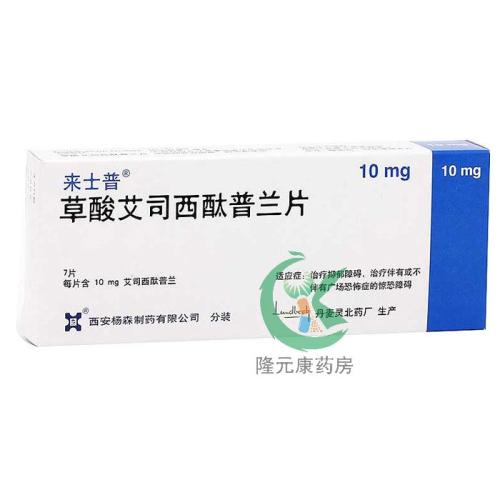 来士普®
10 mg
10 mg
草酸艾司西酞普兰片
7片
每片含 10 mg 艾司西酞普兰
适应症:治疗抑郁障碍,治疗伴有或不
伴有广场恐怖症的惊恐障碍
西安杨森制药有限公司 分装
Lundbeck 丹麦灵北药厂 生产
隆元康药房